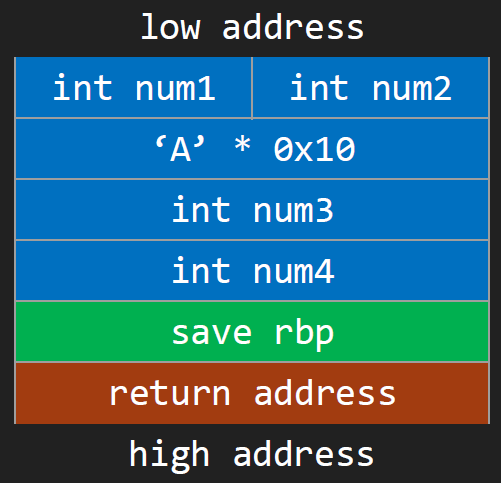 low address
int num1 int num2
‘A’ * 0x10
int num3
int num4
save rbp
return address
high address